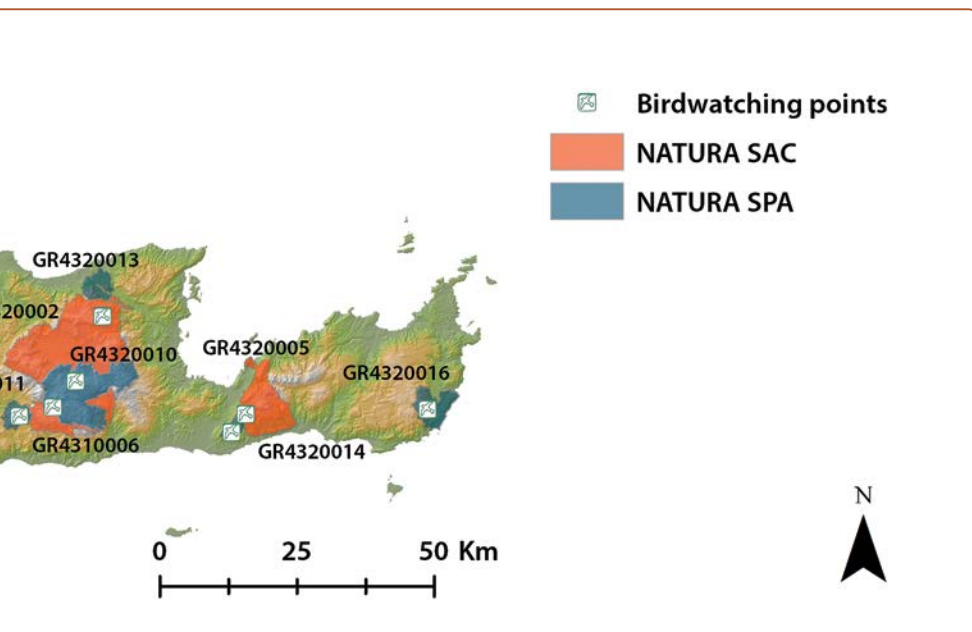 Birdwatching points
NATURA SAC
NATURA SPA
GR4320013
20002
GR4320010
GR4320005
GR4320016
011
GR4310006
GR4320014
0 25 50 Km
N